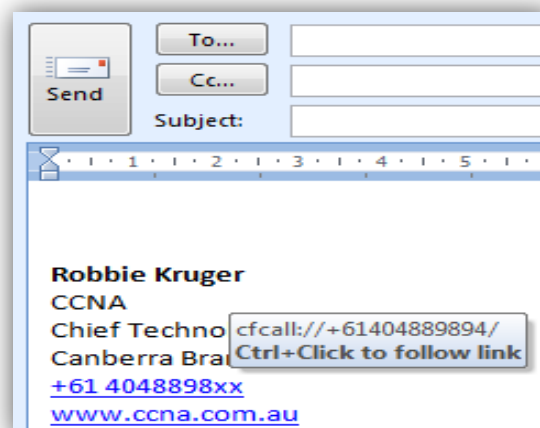 To...
Cc...
Send
Subject:
1 2 3 4 5
Robbie Kruger
CCNA
Chief Techno
cfcall://+61404889894/
Canberra Bra
Ctrl+Click to follow link
+61 4048898xx
www.ccna.com.au